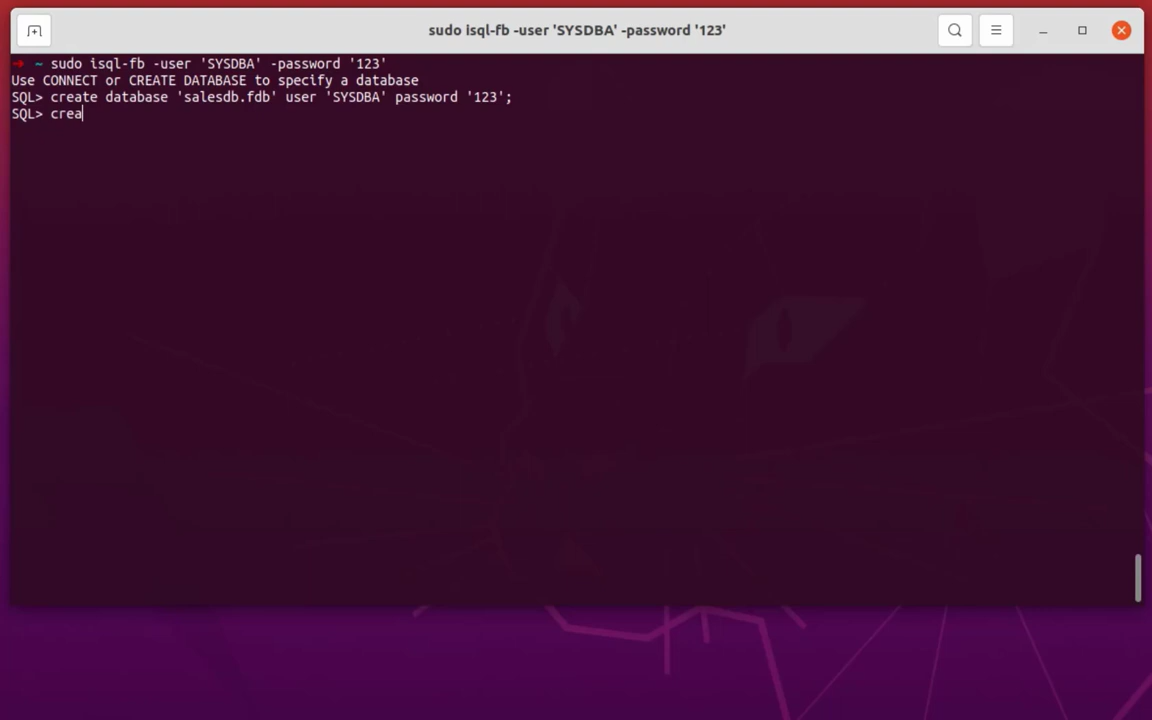 sudo isql-fb -user 'SYSDBA' -password '123'
➜ ~ sudo isql-fb -user 'SYSDBA' -password '123'
Use CONNECT or CREATE DATABASE to specify a database
SQL> create database 'salesdb.fdb' user 'SYSDBA' password '123';
SQL> crea